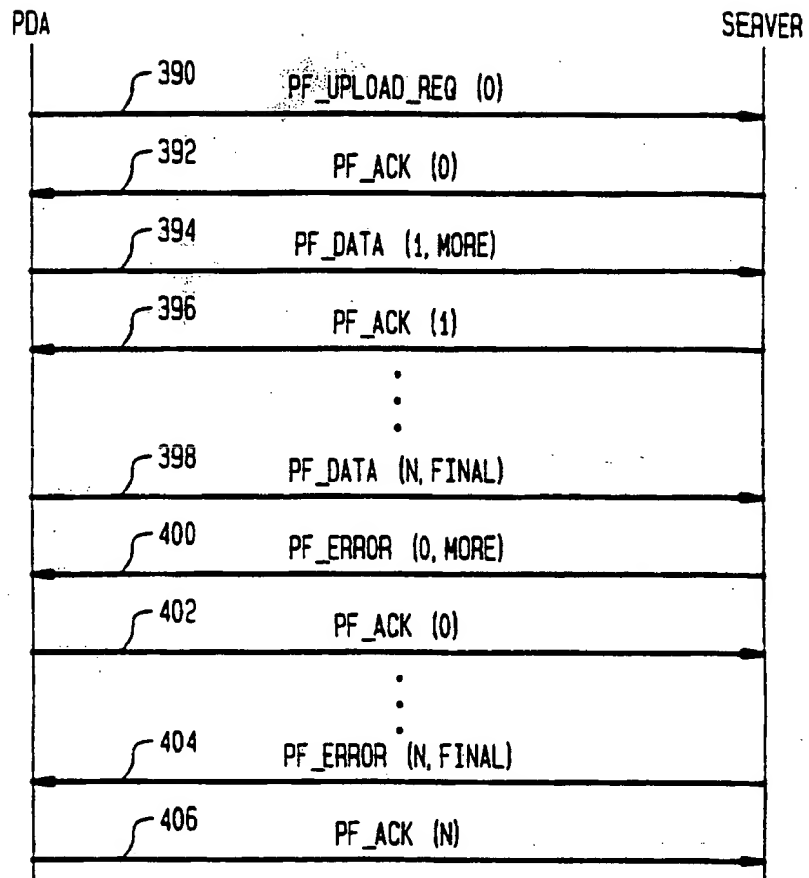 PDA SERVER
390
PF_UPLOAD_REQ (0)
392
PF_ACK (0)
394
PF_DATA (1, MORE)
396
PF_ACK (1)
398
PF_DATA (N, FINAL)
400
PF_ERROR (0, MORE)
402
PF_ACK (0)
404
PF_ERROR (N, FINAL)
406
PF_ACK (N)